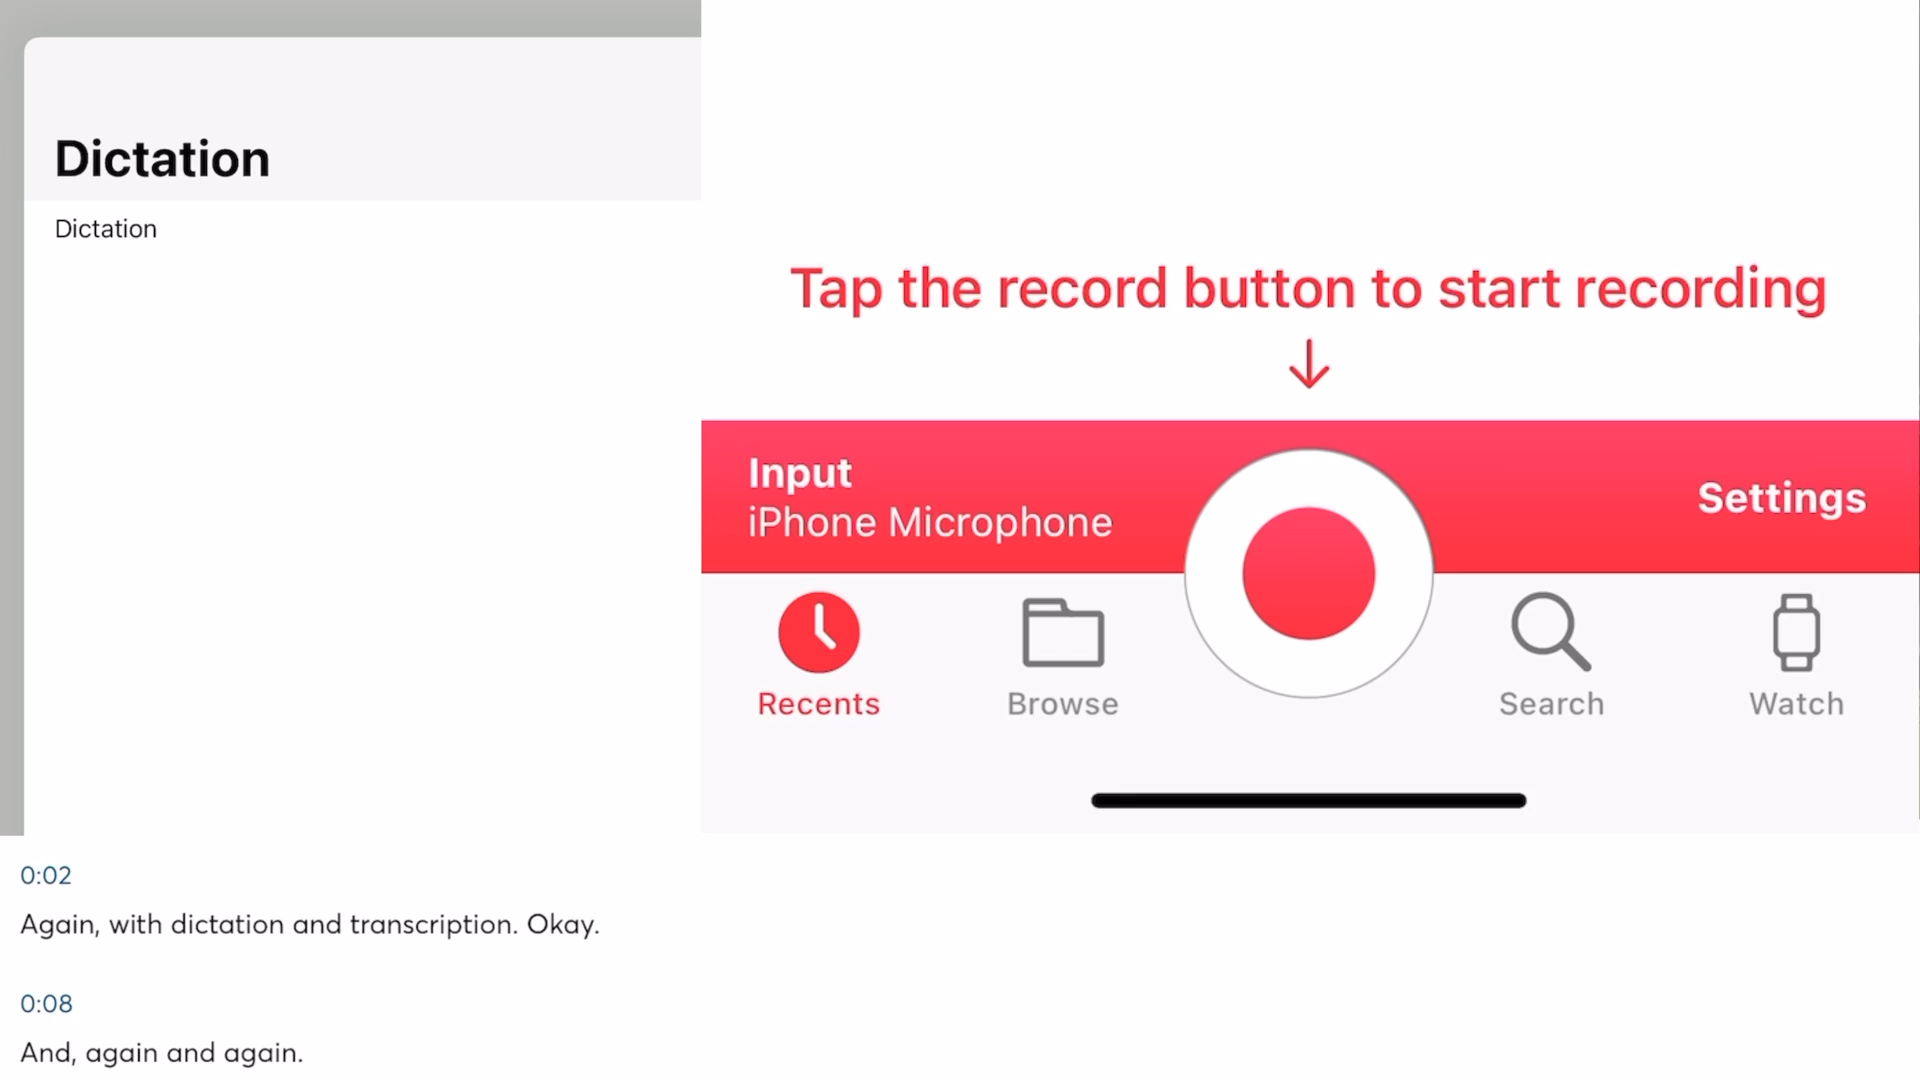 Dictation
Dictation
Tap the record button to start recording
↓
Input
iPhone Microphone
Settings
Recents
Browse
Search
Watch
0:02
Again, with dictation and transcription. Okay.
0:08
And, again and again.